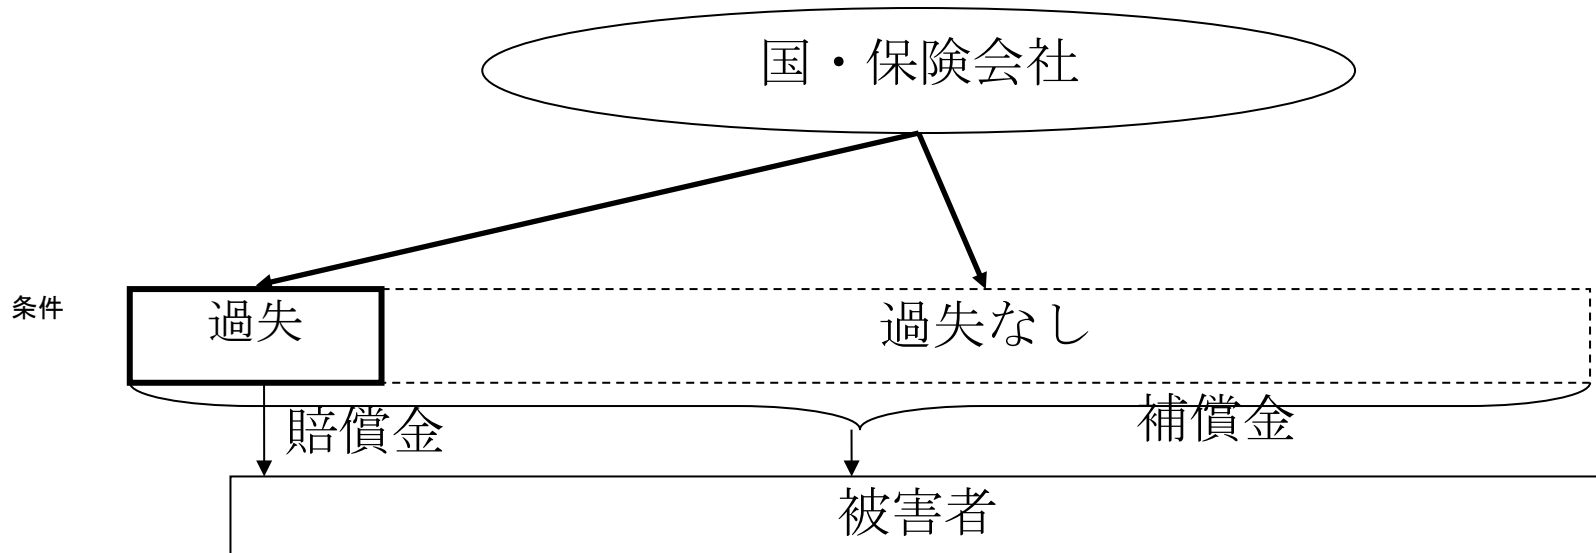 国・保険会社
条件
過失
過失なし
賠償金
補償金
被害者